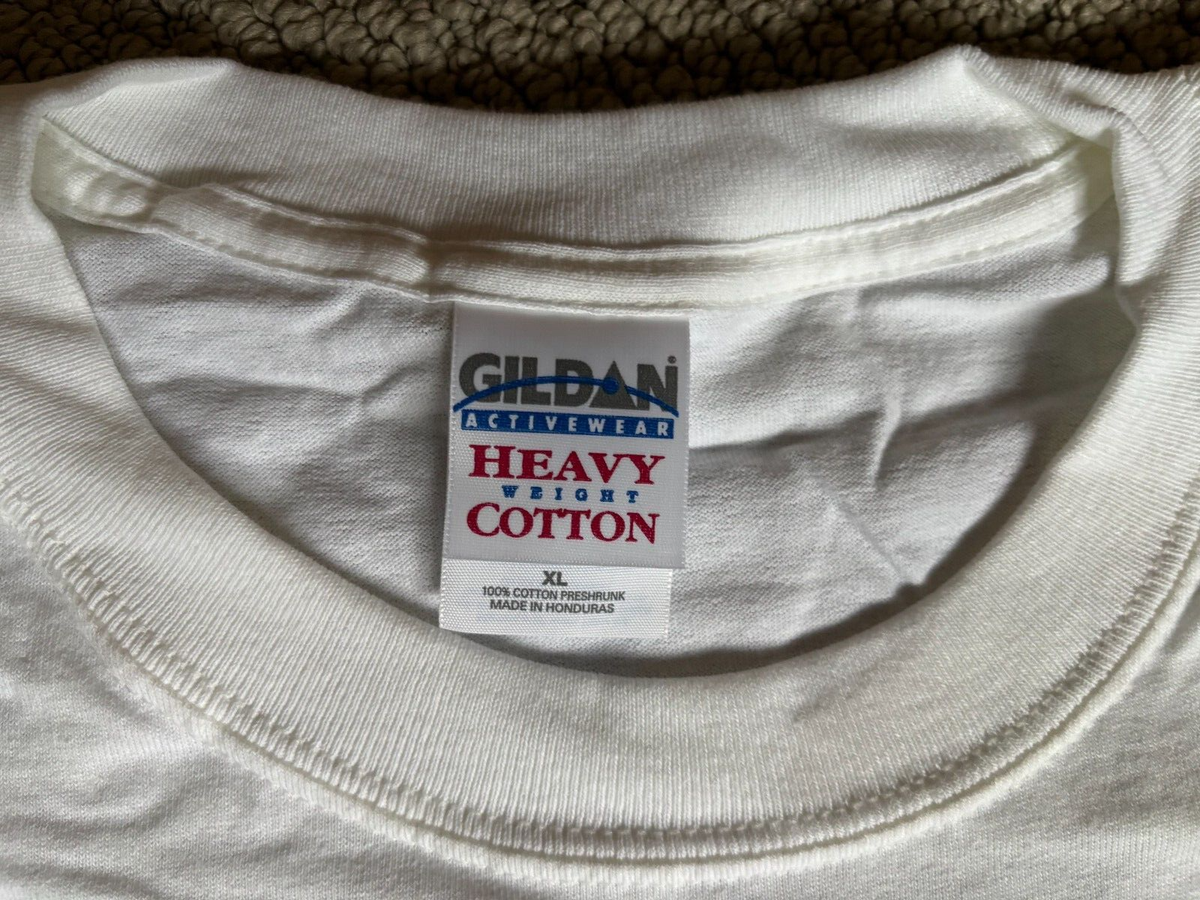 GILDAN®
ACTIVEWEAR
HEAVY
WEIGHT
COTTON
XL
100% COTTON PRESHRUNK
MADE IN HONDURAS